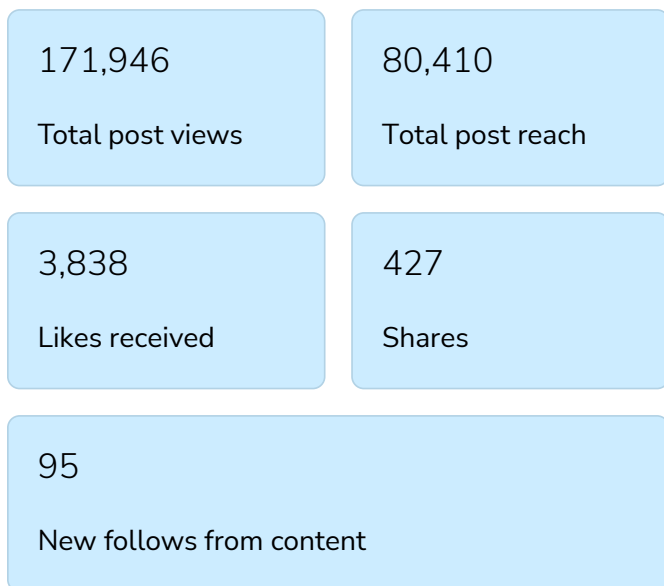 171,946
Total post views
80,410
Total post reach
3,838
Likes received
427
Shares
95
New follows from content